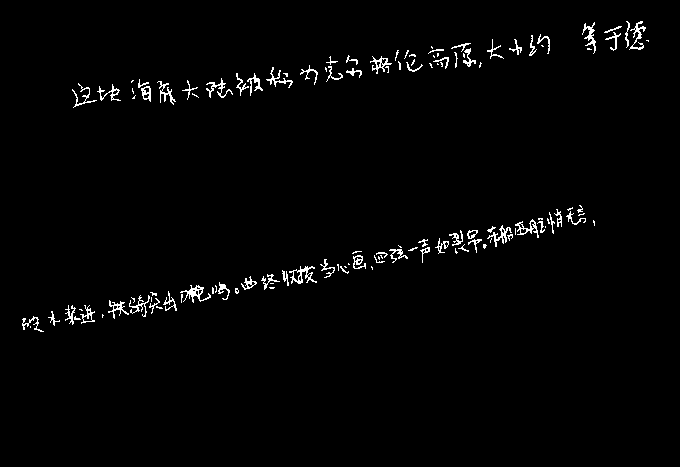 这块海底大陆被称为克尔格伦高原,大小约 等于德
破水浆迸,铁骑突出鸣。曲终收拨当心画,四弦一声如裂帛。东船西舫悄无言,